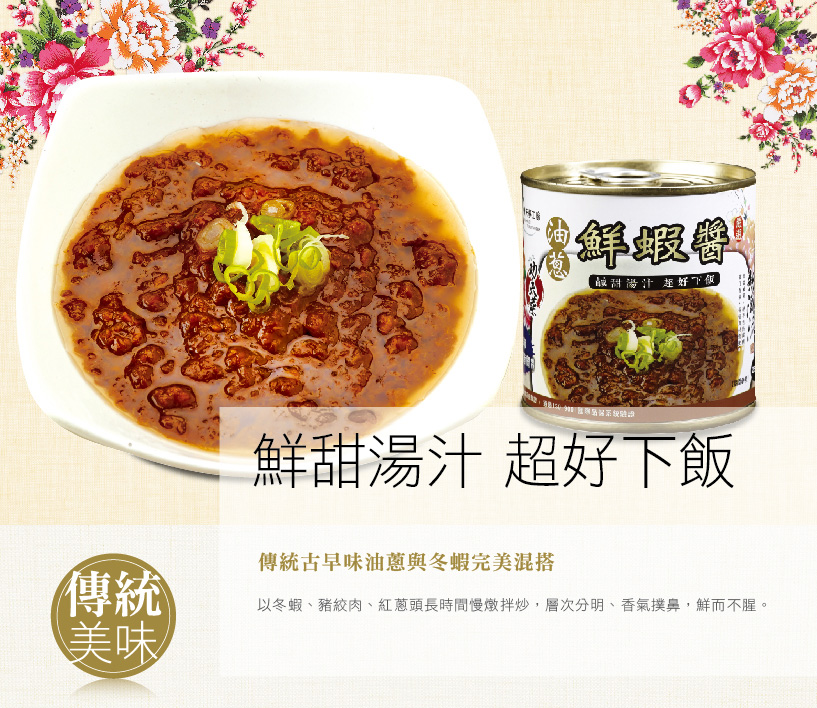 油蔥
鮮蝦醬
鹹甜湯汁 超好下飯
鮮甜湯汁 超好下飯
傳統
美味
傳統古早味油蔥與冬蝦完美混搭
以冬蝦、豬絞肉、紅蔥頭長時間慢燉拌炒，層次分明、香氣撲鼻，鮮而不腥。